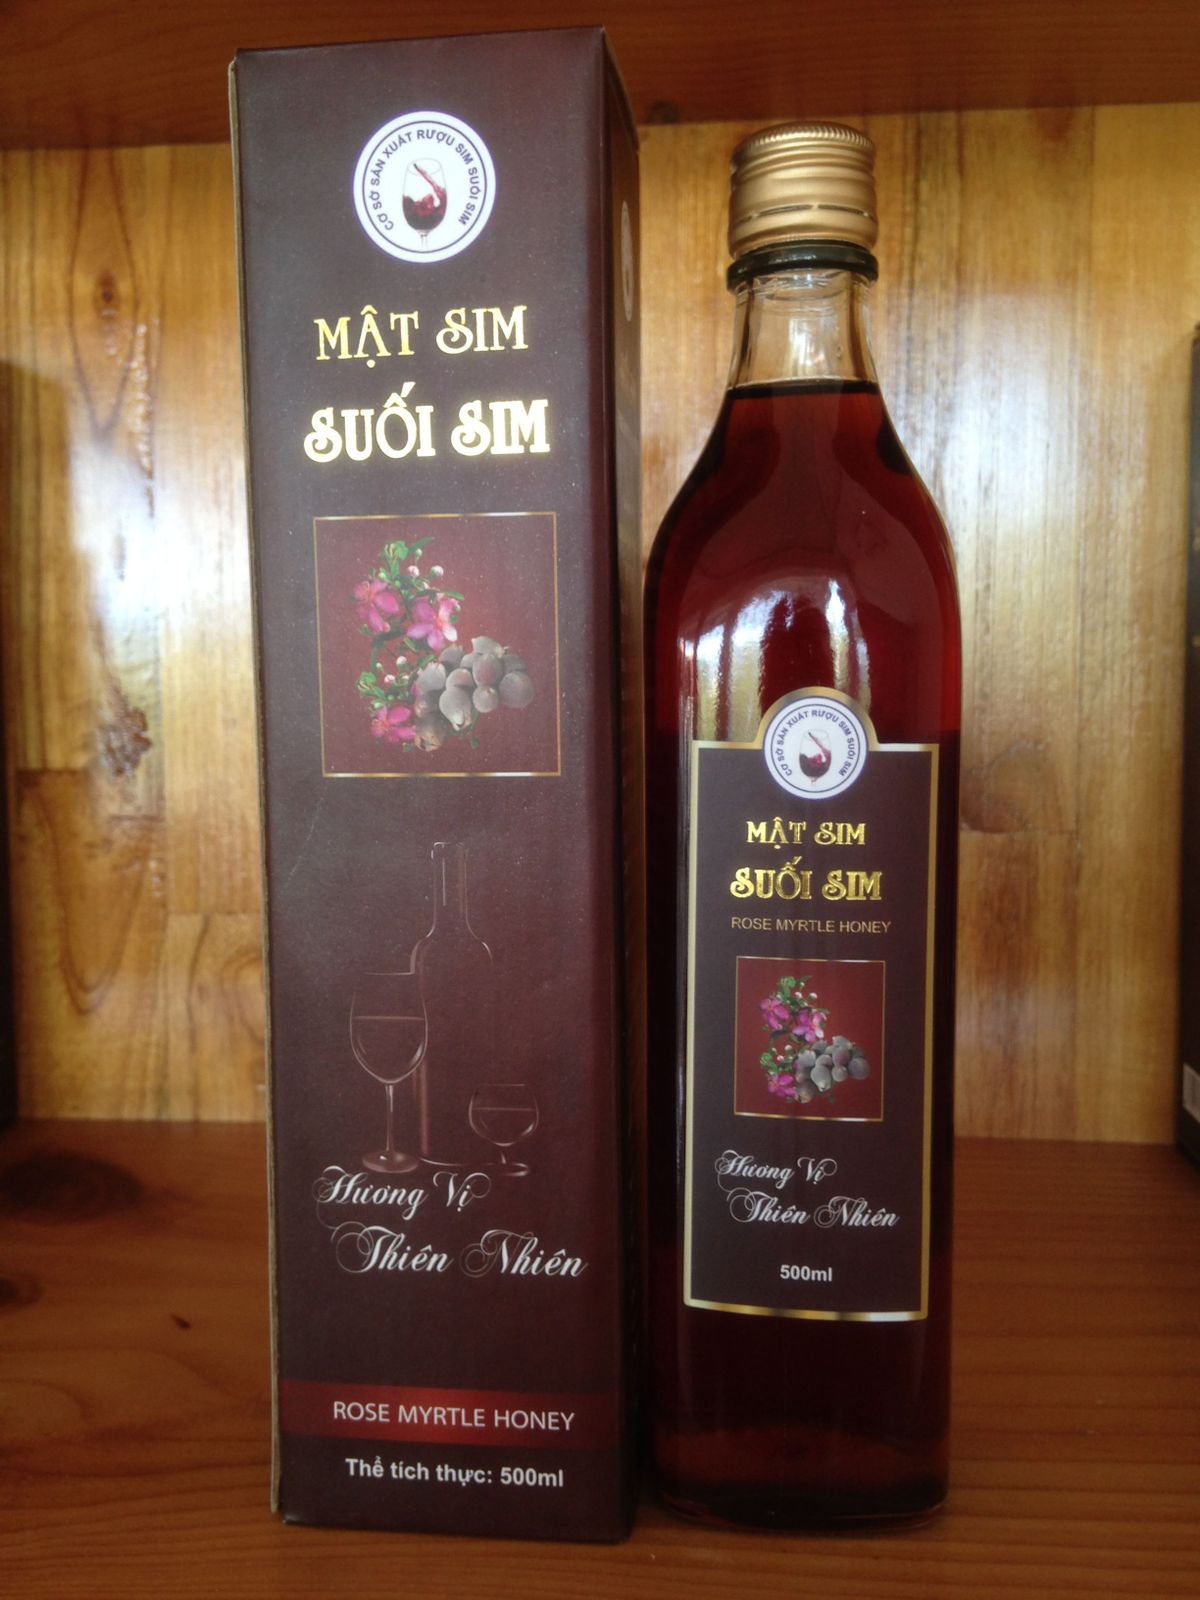 CƠ SỞ SẢN XUẤT RƯỢU SIM SUỐI SIM
MẬT SIM
SUỐI SIM
Hương Vị
Thiên Nhiên
ROSE MYRTLE HONEY
Thể tích thực: 500ml
CƠ SỞ SẢN XUẤT RƯỢU SIM SUỐI SIM
MẬT SIM
SUỐI SIM
ROSE MYRTLE HONEY
Hương Vị
Thiên Nhiên
500ml